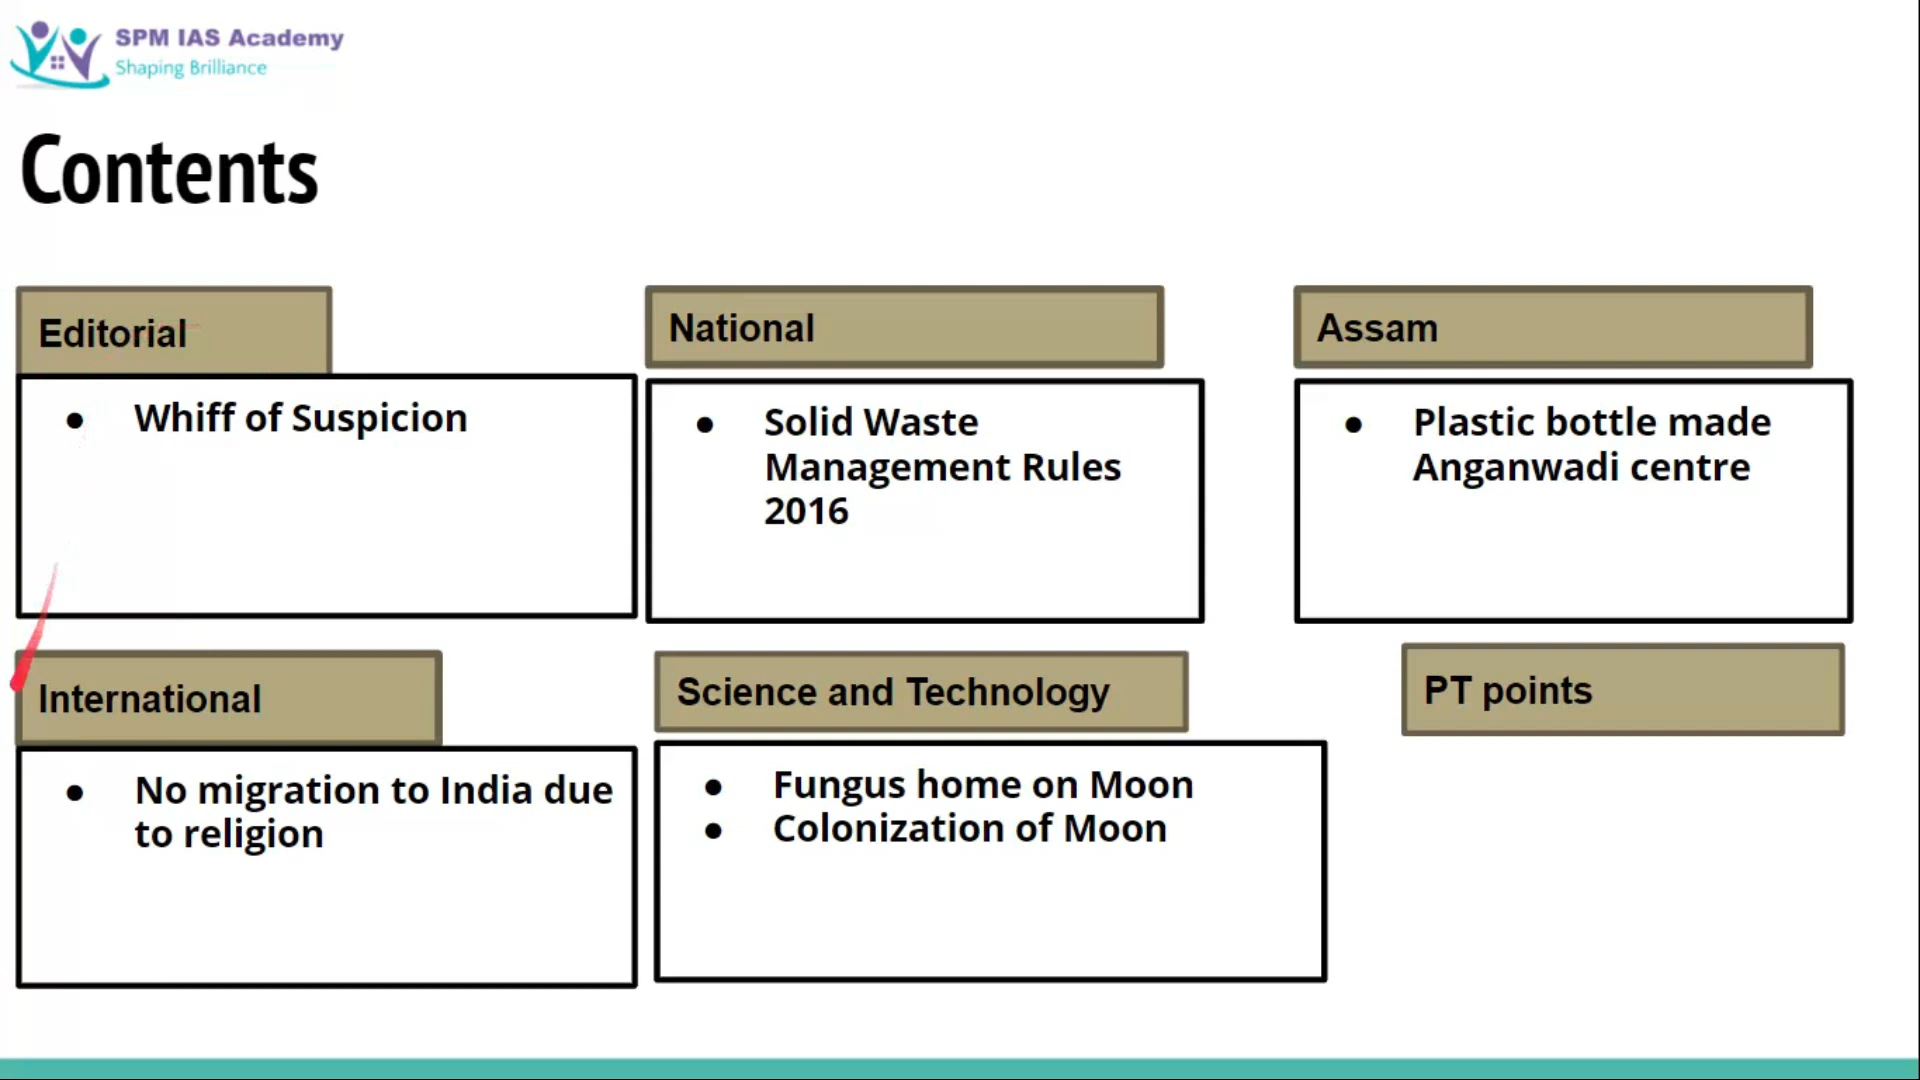 SPM IAS Academy
Shaping Brilliance
Contents
Editorial
● Whiff of Suspicion
National
● Solid Waste
Management Rules
2016
Assam
● Plastic bottle made
Anganwadi centre
International
● No migration to India due
to religion
Science and Technology
● Fungus home on Moon
● Colonization of Moon
PT points